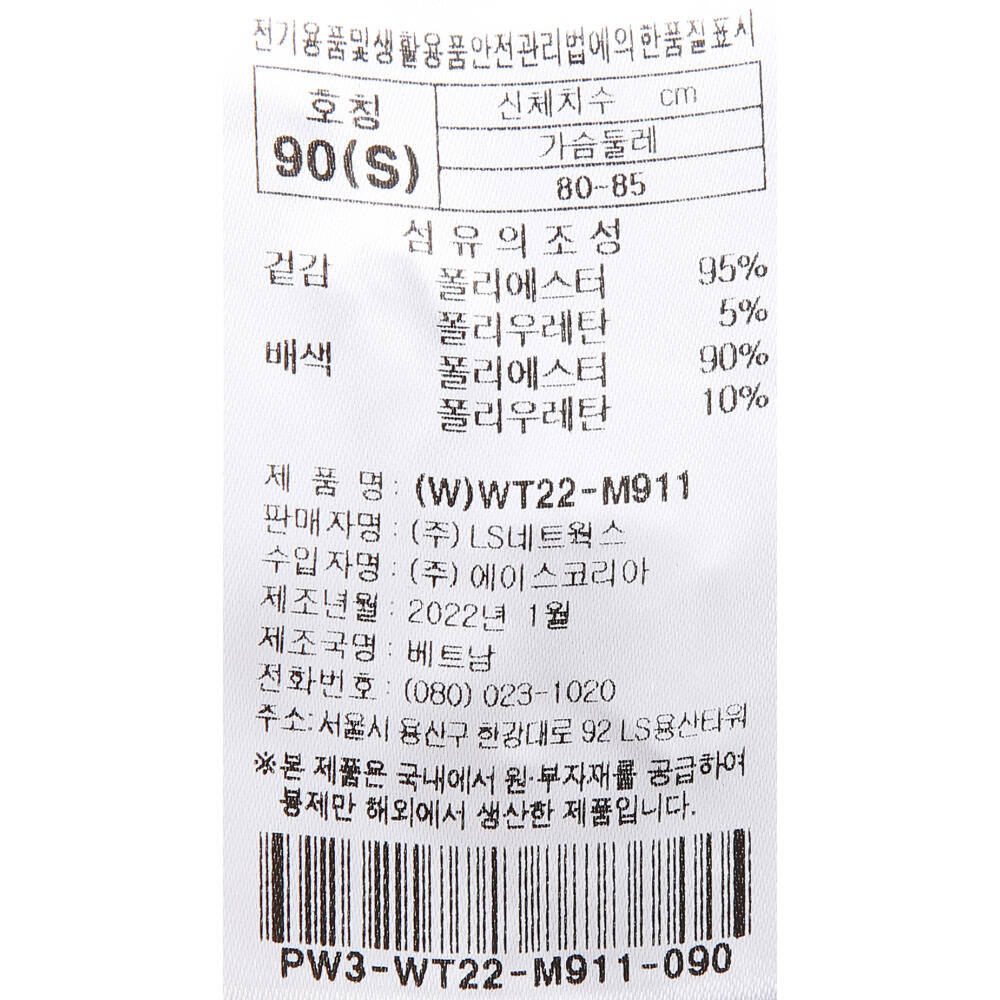 전기용품및생활용품안전관리법에의한품질표시
호칭 신체치수 cm
90(S) 가슴둘레
80-85
섬유의조성
겉감 폴리에스터 95%
폴리우레탄 5%
배색 폴리에스터 90%
폴리우레탄 10%
제 품 명 : (W)WT22-M911
판매자명 : (주)LS네트웍스
수입자명 : (주)에이스코리아
제조년월 : 2022년 1월
제조국명 : 베트남
전화번호 : (080) 023-1020
주소: 서울시 용산구 한강대로 92 LS용산타워
※본 제품은 국내에서 원·부자재를 공급하여
봉제만 해외에서 생산한 제품입니다.
PW3-WT22-M911-090